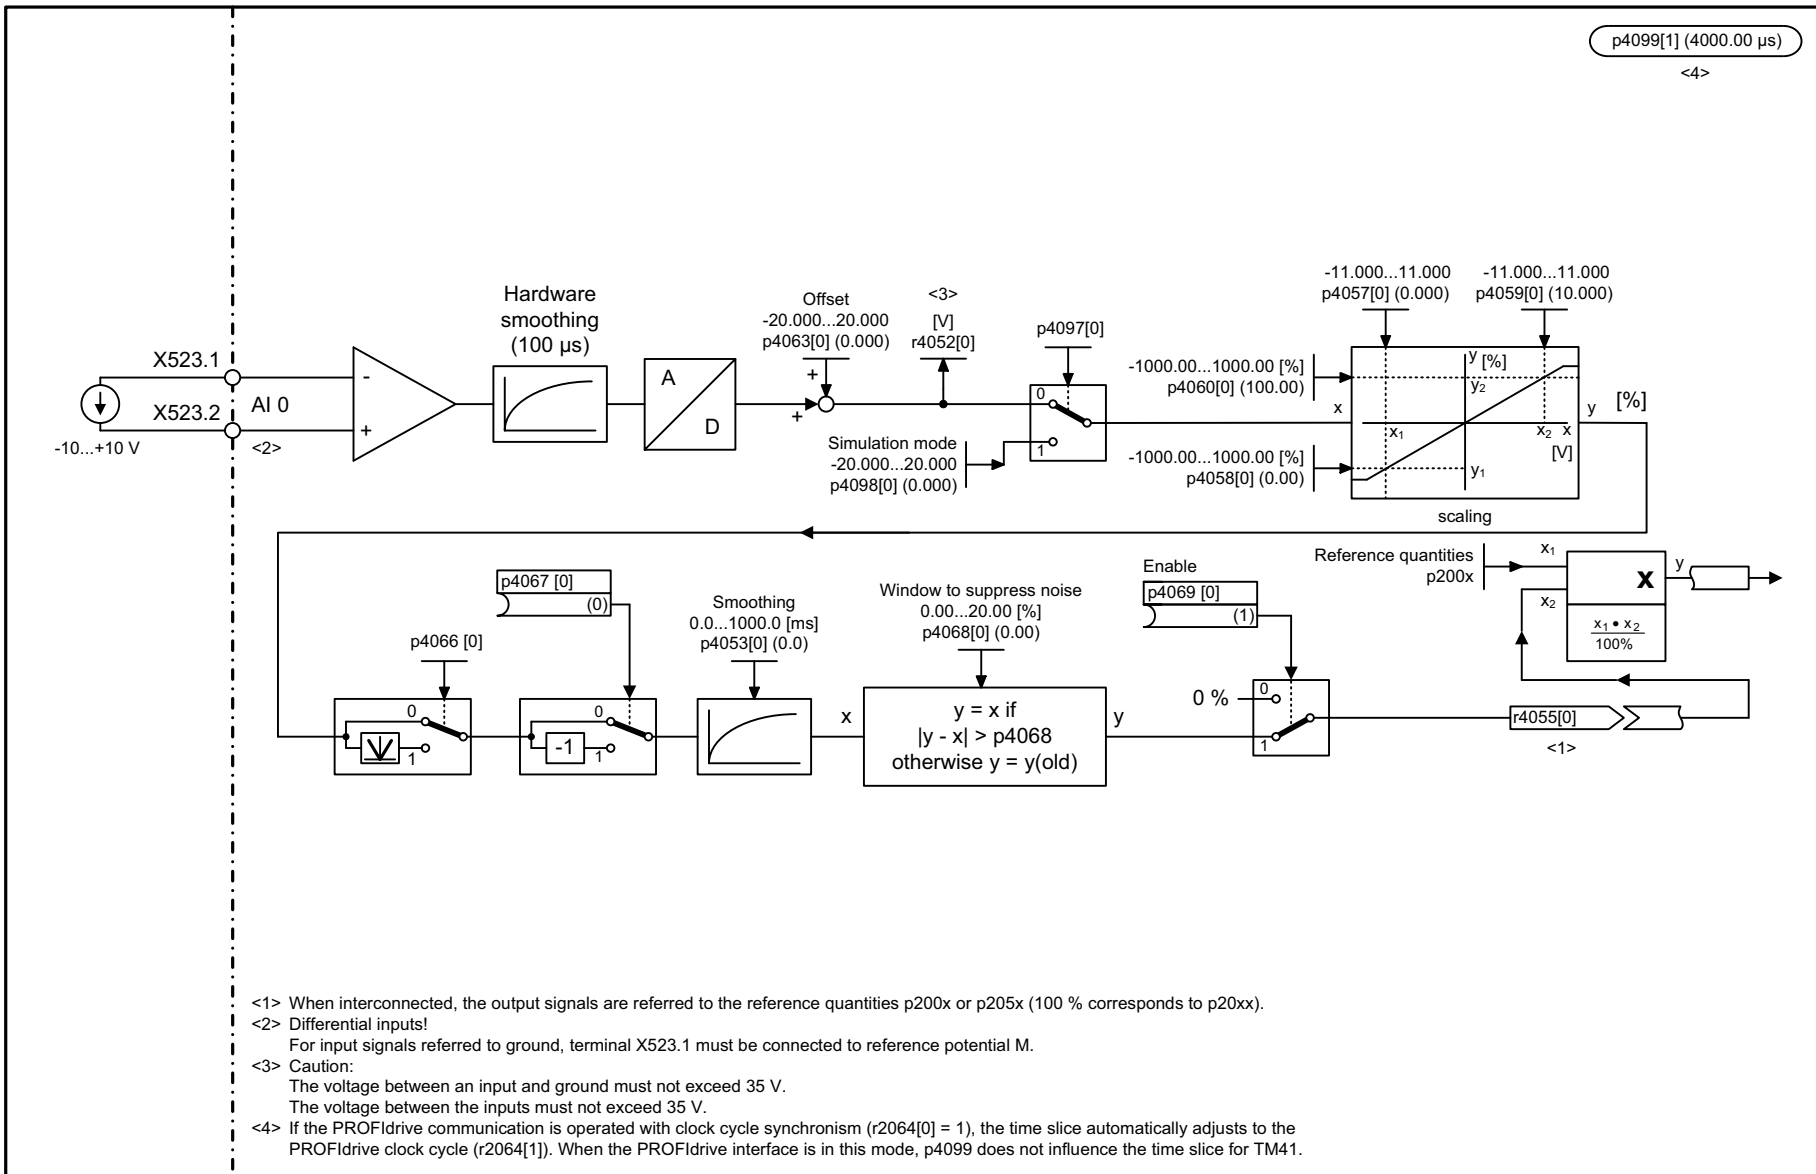 p4099[1] (4000.00 µs)
<4>
-11.000...11.000
p4057[0] (0.000)
-11.000...11.000
p4059[0] (10.000)
Hardware
smoothing
(100 µs)
Offset
-20.000...20.000
p4063[0] (0.000)
+
+
<3>
[V]
r4052[0]
p4097[0]
-1000.00...1000.00 [%]
p4060[0] (100.00)
-1000.00...1000.00 [%]
p4058[0] (0.00)
X523.1
X523.2
-10...+10 V
AI 0
<2>
-
+
A
D
Simulation mode
-20.000...20.000
p4098[0] (0.000)
0
1
x
y [%]
y2
x1
x2 x
[V]
y1
y
[%]
scaling
Reference quantities
p200x
x1
x2
X
x1 • x2
100%
y
p4067 [0]
(0)
p4066 [0]
0
1
0
-1
1
Smoothing
0.0...1000.0 [ms]
p4053[0] (0.0)
Window to suppress noise
0.00...20.00 [%]
p4068[0] (0.00)
x
y = x if
|y - x| > p4068
otherwise y = y(old)
y
Enable
p4069 [0]
(1)
0 %
0
1
r4055[0]
<1>
<1> When interconnected, the output signals are referred to the reference quantities p200x or p205x (100 % corresponds to p20xx).
<2> Differential inputs!
For input signals referred to ground, terminal X523.1 must be connected to reference potential M.
<3> Caution:
The voltage between an input and ground must not exceed 35 V.
The voltage between the inputs must not exceed 35 V.
<4> If the PROFIdrive communication is operated with clock cycle synchronism (r2064[0] = 1), the time slice automatically adjusts to the
PROFIdrive clock cycle (r2064[1]). When the PROFIdrive interface is in this mode, p4099 does not influence the time slice for TM41.